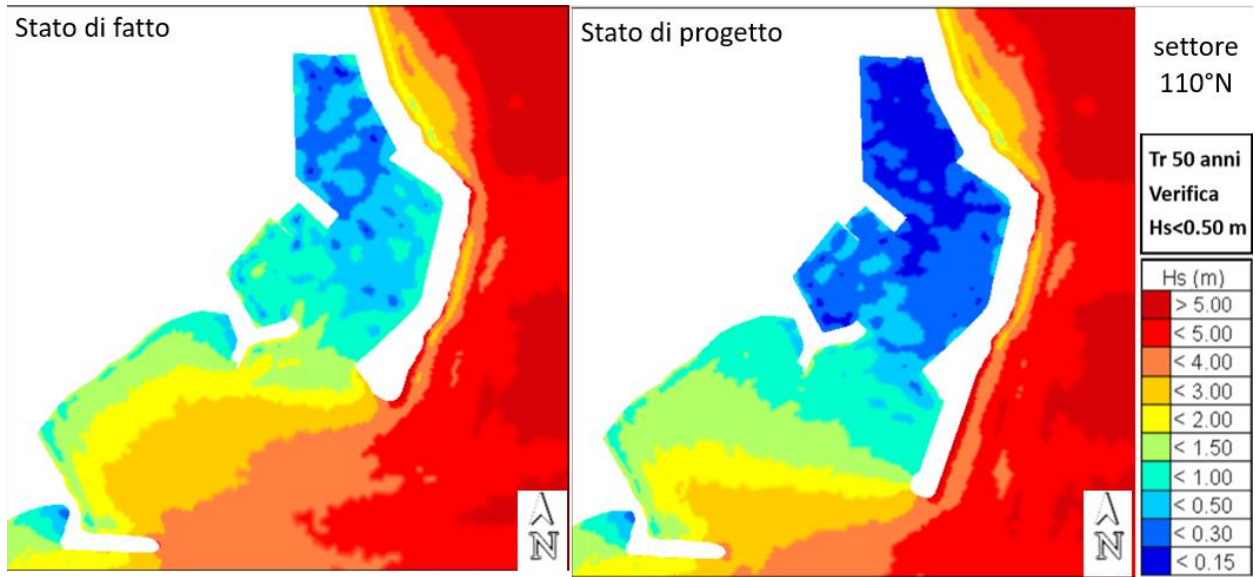 Stato di fatto
Stato di progetto
settore
110°N
Tr 50 anni
Verifica
Hs<0.50 m
Hs (m)
> 5.00
< 5.00
< 4.00
< 3.00
< 2.00
< 1.50
< 1.00
< 0.50
< 0.30
< 0.15
N
N